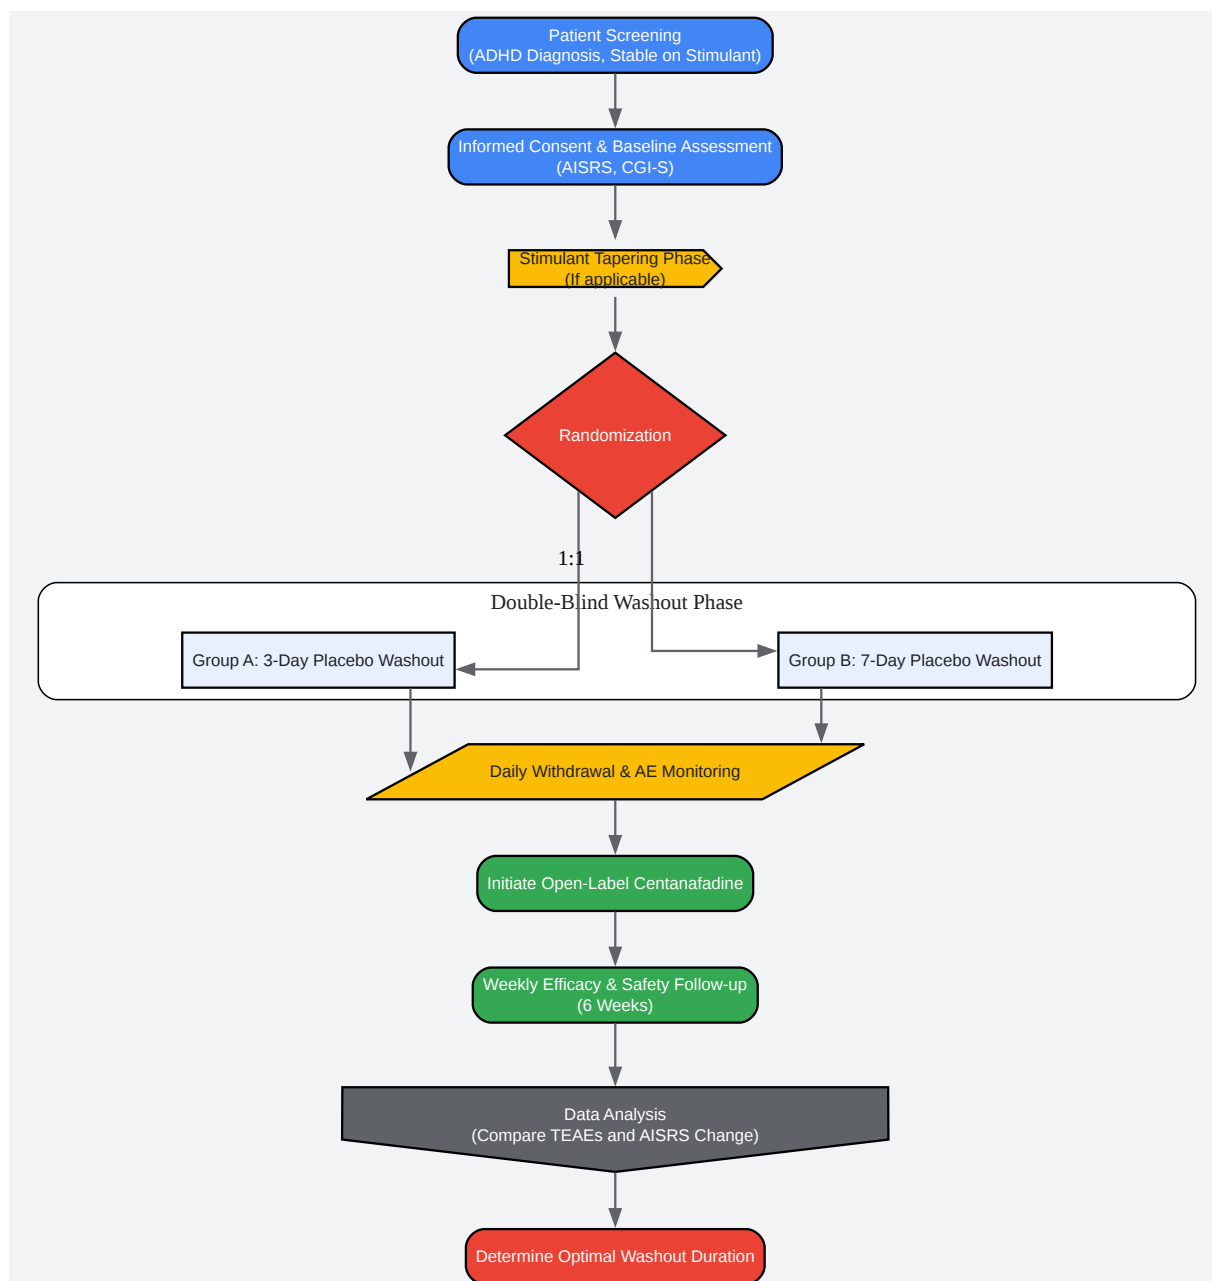 Patient Screening
(ADHD Diagnosis, Stable on Stimulant)
Informed Consent & Baseline Assessment
(AISRS, CGI-S)
Stimulant Tapering Phase
(If applicable)
Randomization
1:1
Double-Blind Washout Phase
Group A: 3-Day Placebo Washout
Group B: 7-Day Placebo Washout
Daily Withdrawal & AE Monitoring
Initiate Open-Label Centanafadine
Weekly Efficacy & Safety Follow-up
(6 Weeks)
Data Analysis
(Compare TEAEs and AISRS Change)
Determine Optimal Washout Duration